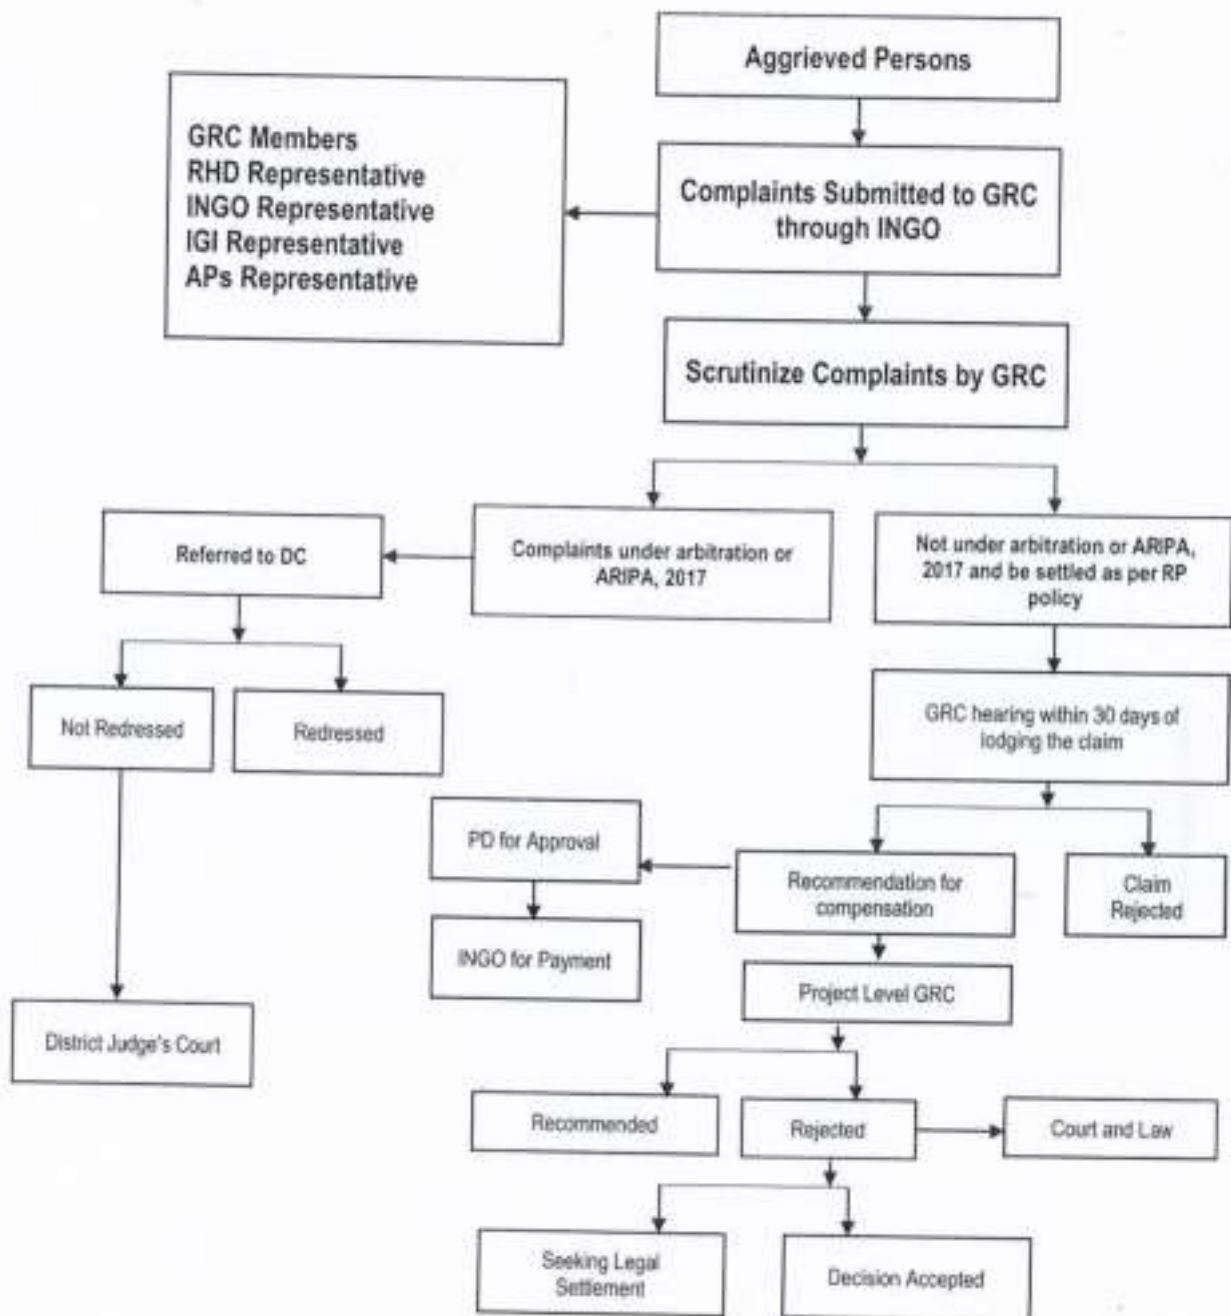 Aggrieved Persons
GRC Members
RHD Representative
INGO Representative
IGI Representative
APs Representative
Complaints Submitted to GRC
through INGO
Scrutinize Complaints by GRC
Referred to DC
Complaints under arbitration or
ARIPA, 2017
Not under arbitration or ARIPA,
2017 and be settled as per RP
policy
Not Redressed
Redressed
GRC hearing within 30 days of
lodging the claim
PD for Approval
Recommendation for
compensation
Claim
Rejected
INGO for Payment
Project Level GRC
District Judge's Court
Recommended
Rejected
Court and Law
Seeking Legal
Settlement
Decision Accepted